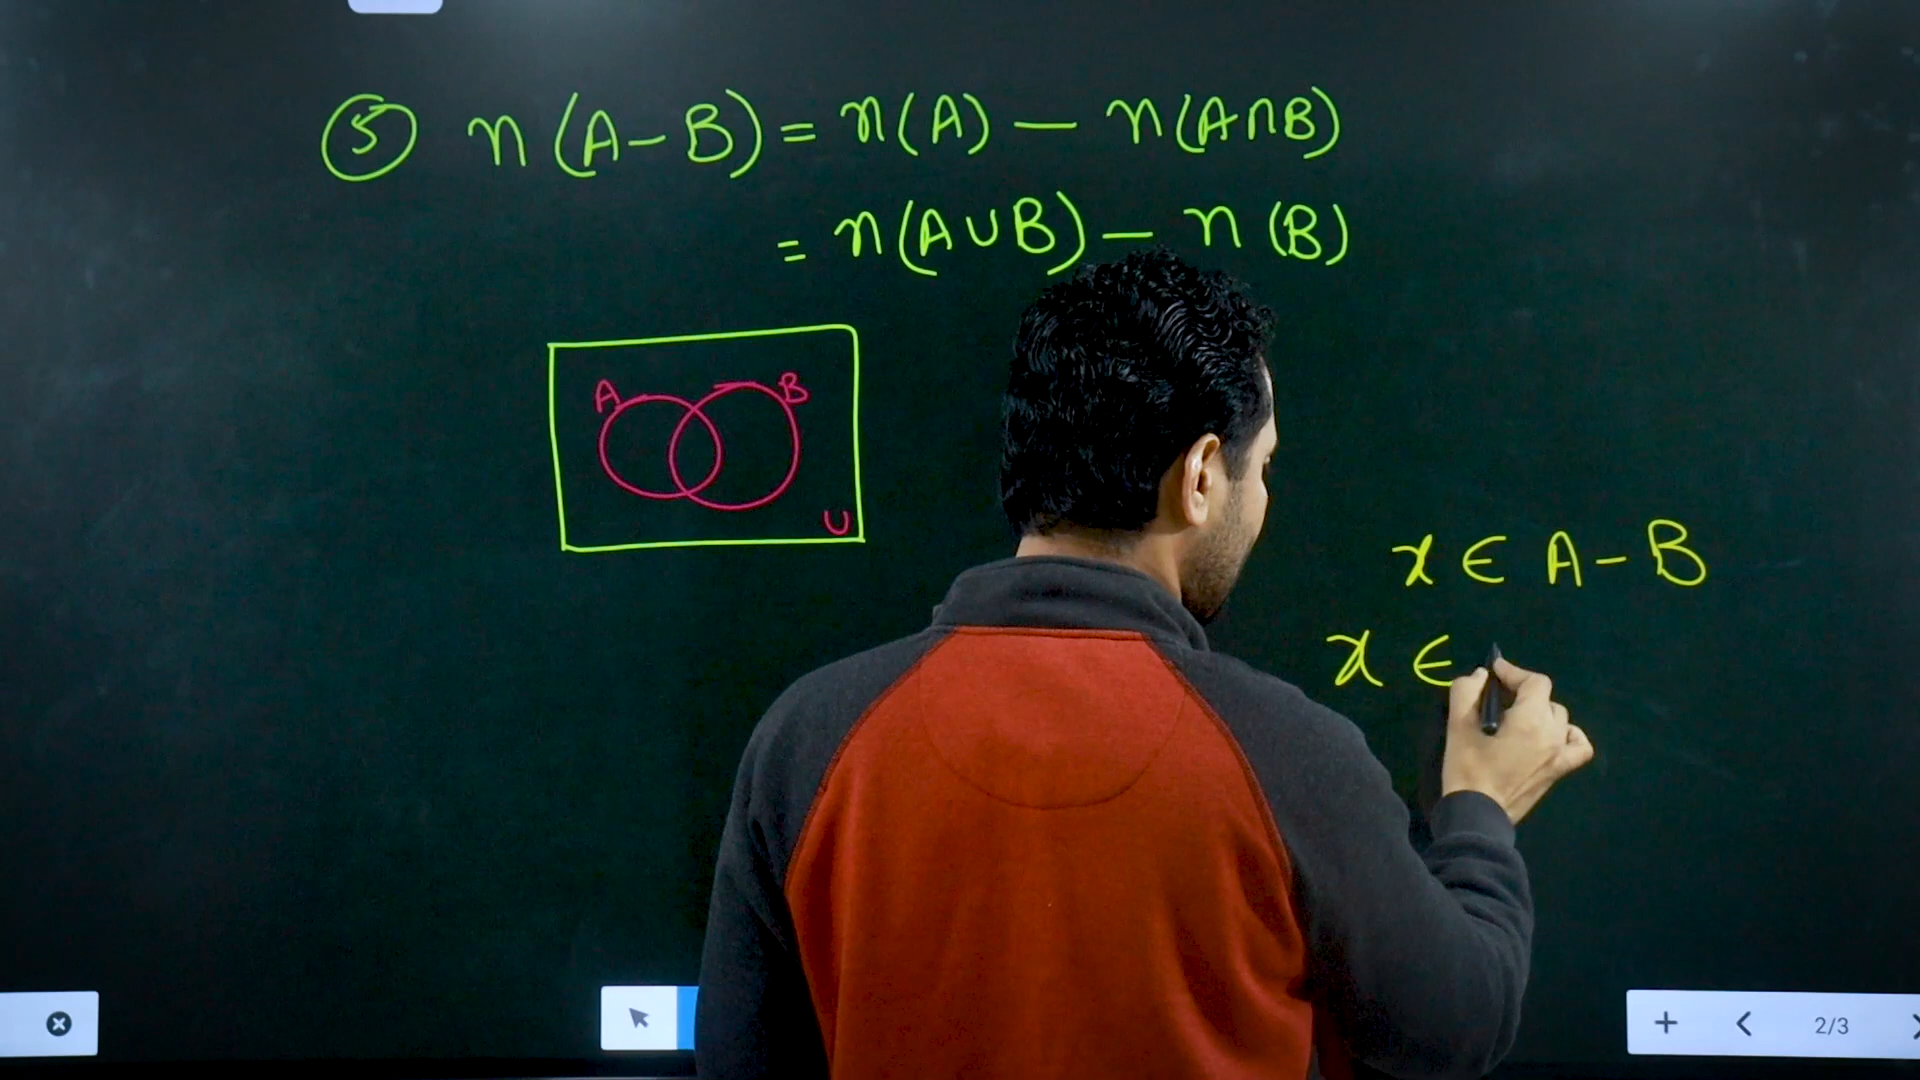 ⑤ n(A-B) = n(A) - n(A∩B)
= n(A∪B) - n(B)
A B
U
x ∈ A - B
x ∈
2/3